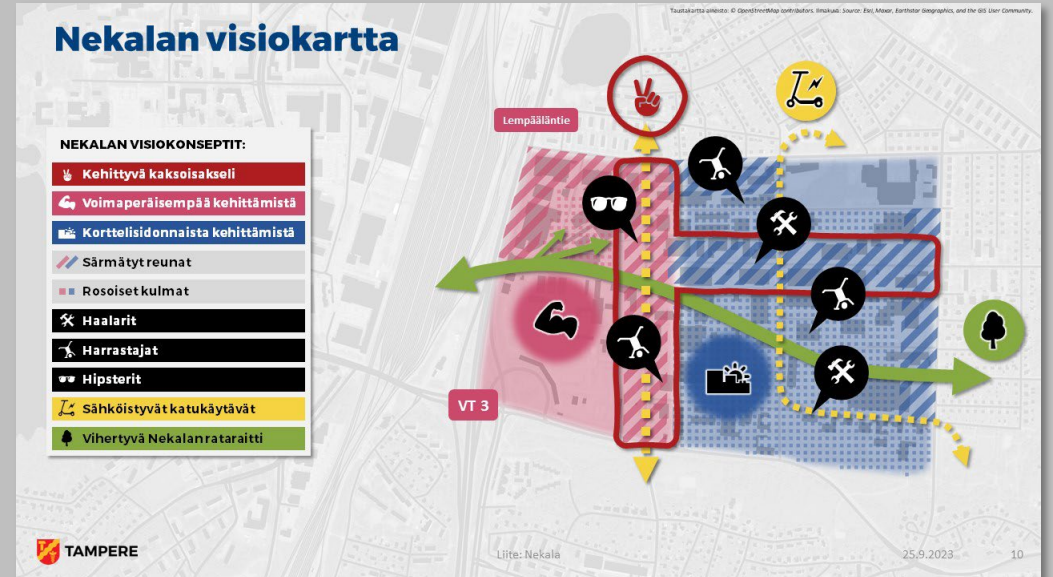 Taustakartta aineisto: © OpenStreetMap contributors, Ilmakuva: Source: Esri, Maxar, Earthstar Geographics, and the GIS User Community.
Nekalan visiokartta
Lempääläntie
NEKALAN VISIOKONSEPTIT:
Kehittyvä kaksoisakseli
Voimaperäisempää kehittämistä
Korttelisidonnaista kehittämistä
Särmätyt reunat
Rosoiset kulmat
Haalarit
Harrastajat
Hipsterit
Sähköistyvät katukäytävät
Vihertyvä Nekalan rataraitti
VT 3
TAMPERE
Liite: Nekala
25.9.2023
10